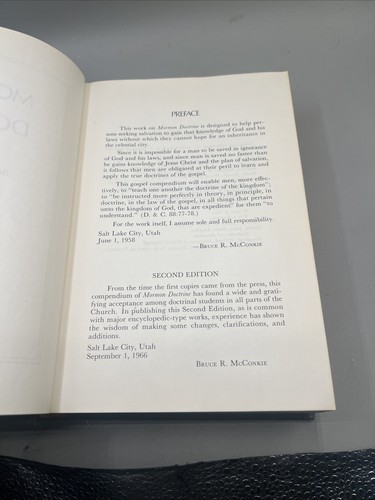 MO
DO
PREFACE
This work on Mormon Doctrine is designed to help per-
sons seeking salvation to gain that knowledge of God and his
laws without which they cannot hope for an inheritance in
the celestial city.
Since it is impossible for a man to be saved in ignorance
of God and his laws, and since man is saved no faster than
he gains knowledge of Jesus Christ and the plan of salvation,
it follows that men are obligated at their peril to learn and
apply the true doctrines of the gospel.
This gospel compendium will enable men, more effec-
tively, to "teach one another the doctrine of the kingdom";
to "be instructed more perfectly in theory, in principle, in
doctrine, in the law of the gospel, in all things that pertain
unto the kingdom of God, that are expedient" for them "to
understand." (D. & C. 88:77-78.)
For the work itself, I assume sole and full responsibility.
Salt Lake City, Utah
June 1, 1958
—BRUCE R. MCCONKIE
SECOND EDITION
From the time the first copies came from the press, this
compendium of Mormon Doctrine has found a wide and grati-
fying acceptance among doctrinal students in all parts of the
Church. In publishing this Second Edition, as is common
with major encyclopedic-type works, experience has shown
the wisdom of making some changes, clarifications, and
additions.
Salt Lake City, Utah
September 1, 1966
BRUCE R. MCCONKIE